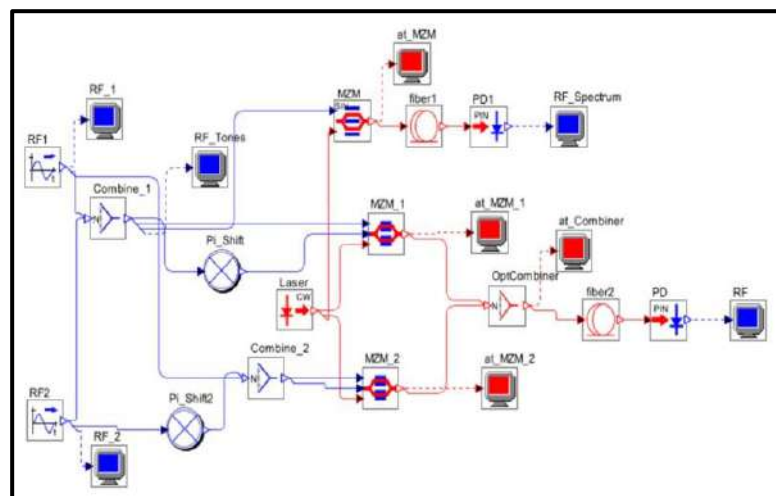 at_MZM
RF_1
MZM
fiber1
PD1
RF_Spectrum
PIN
RF_Tones
RF1
Combine_1
N
MZM_1
at_MZM_1
at_Combiner
Pi_Shift
Laser
CW
OptCombiner
N
fiber2
PD
RF
PIN
Combine_2
MZM_2
at_MZM_2
N
RF2
Pi_Shift2
RF_2